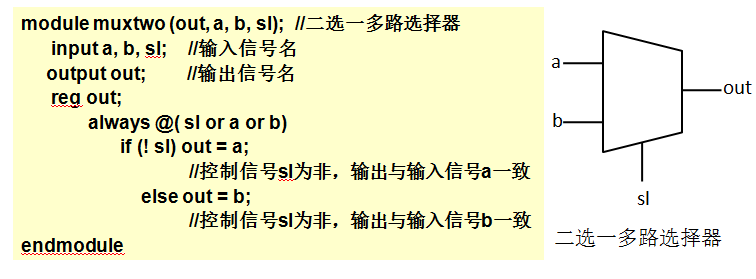 module muxtwo (out, a, b, sl); //二选一多路选择器
input a, b, sl; //输入信号名
output out; //输出信号名
reg out;
always @( sl or a or b)
if (! sl) out = a;
//控制信号sl为非，输出与输入信号a一致
else out = b;
//控制信号sl为非，输出与输入信号b一致
endmodule
a
b
out
sl
二选一多路选择器